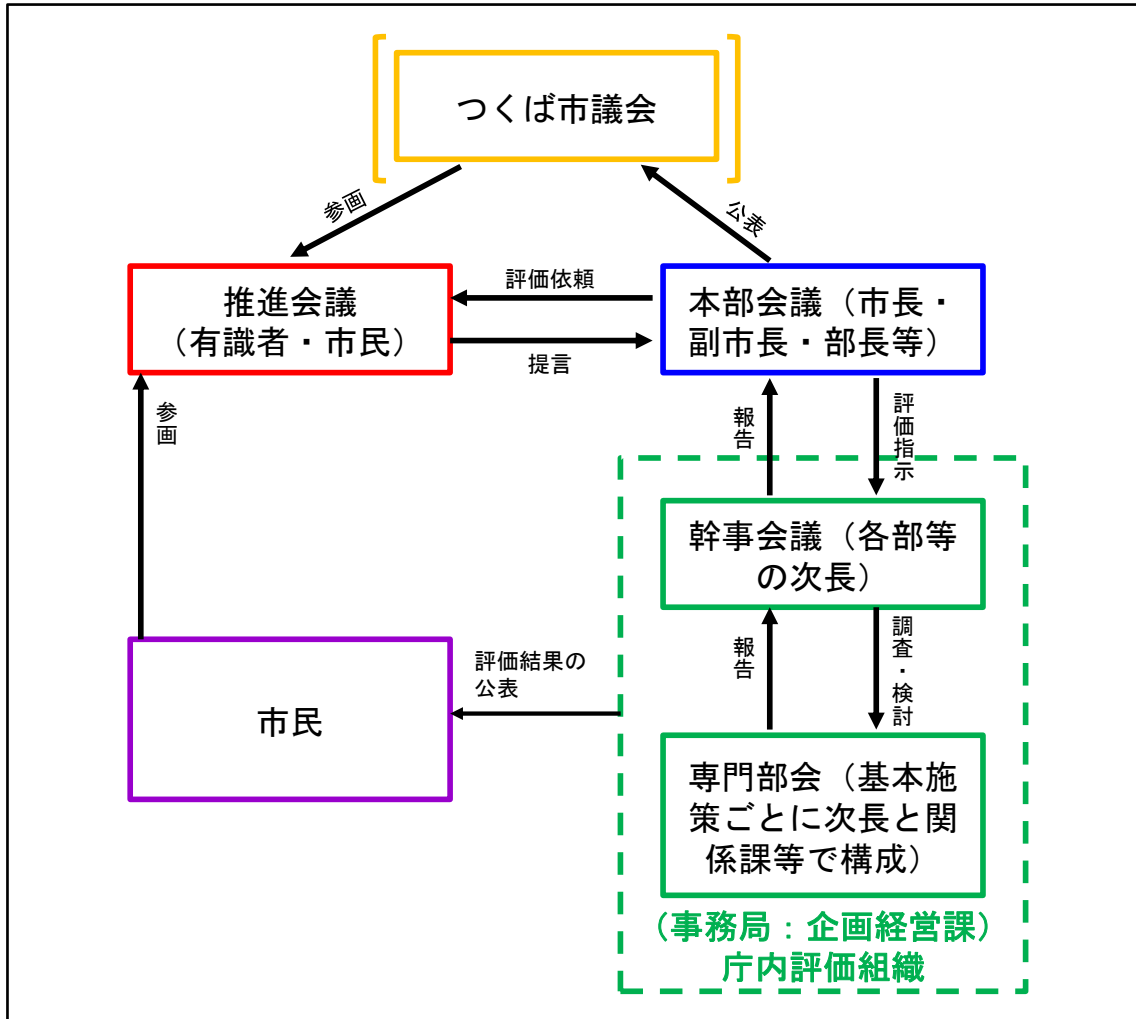 つくば市議会
参画
公表
推進会議
（有識者・市民）
評価依頼
提言
本部会議（市長・
副市長・部長等）
参画
報告
評価指示
幹事会議（各部等
の次長）
報告
調査・検討
市民
評価結果の
公表
専門部会（基本施
策ごとに次長と関
係課等で構成）
（事務局：企画経営課）
庁内評価組織